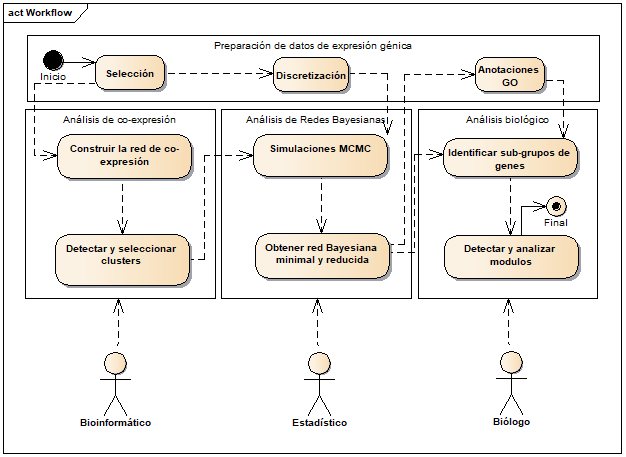 act Workflow
Preparación de datos de expresión génica
Inicio
Selección
Discretización
Anotaciones
GO
Análisis de co-expresión
Análisis de Redes Bayesianas
Análisis biológico
Construir la red de co-
expresión
Simulaciones MCMC
Identificar sub-grupos de
genes
Final
Detectar y seleccionar
clusters
Obtener red Bayesiana
minimal y reducida
Detectar y analizar
modulos
Bioinformático
Estadístico
Biólogo